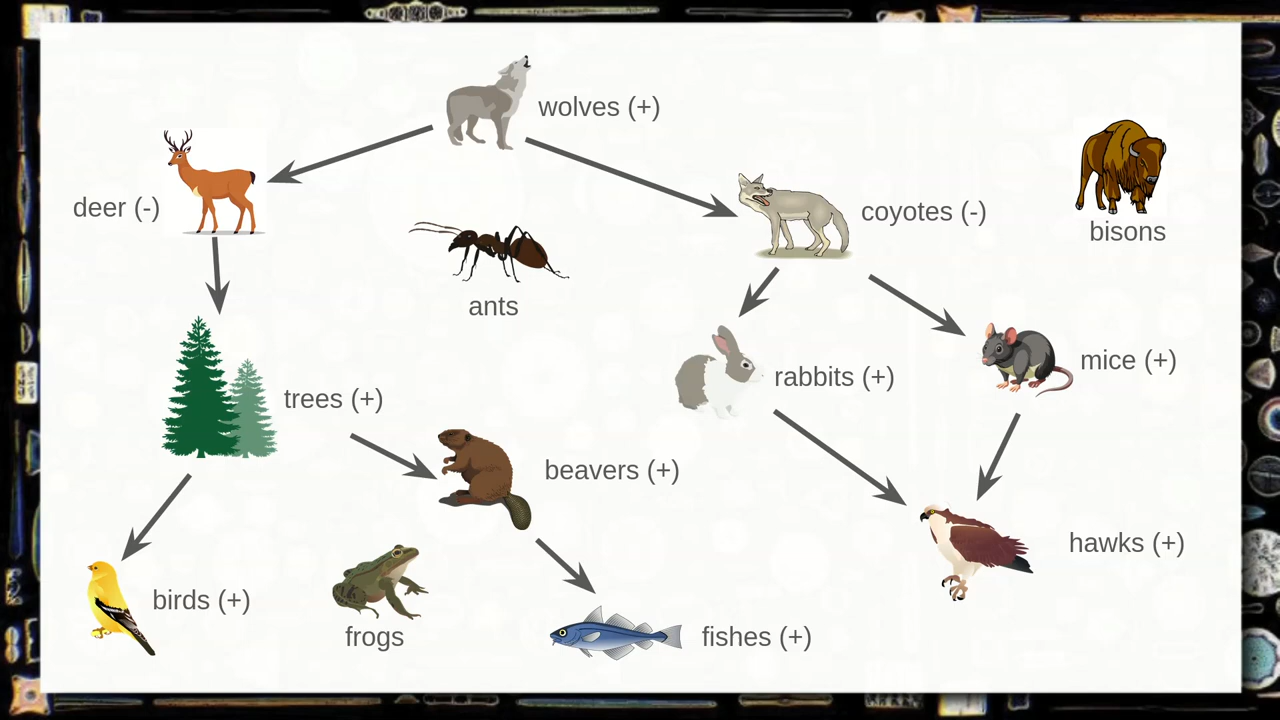 wolves (+)
deer (-)
coyotes (-)
bisons
ants
mice (+)
rabbits (+)
trees (+)
beavers (+)
hawks (+)
birds (+)
frogs
fishes (+)